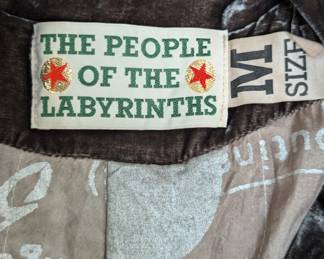 THE PEOPLE
OF THE
LABYRINTHS
M
SIZE